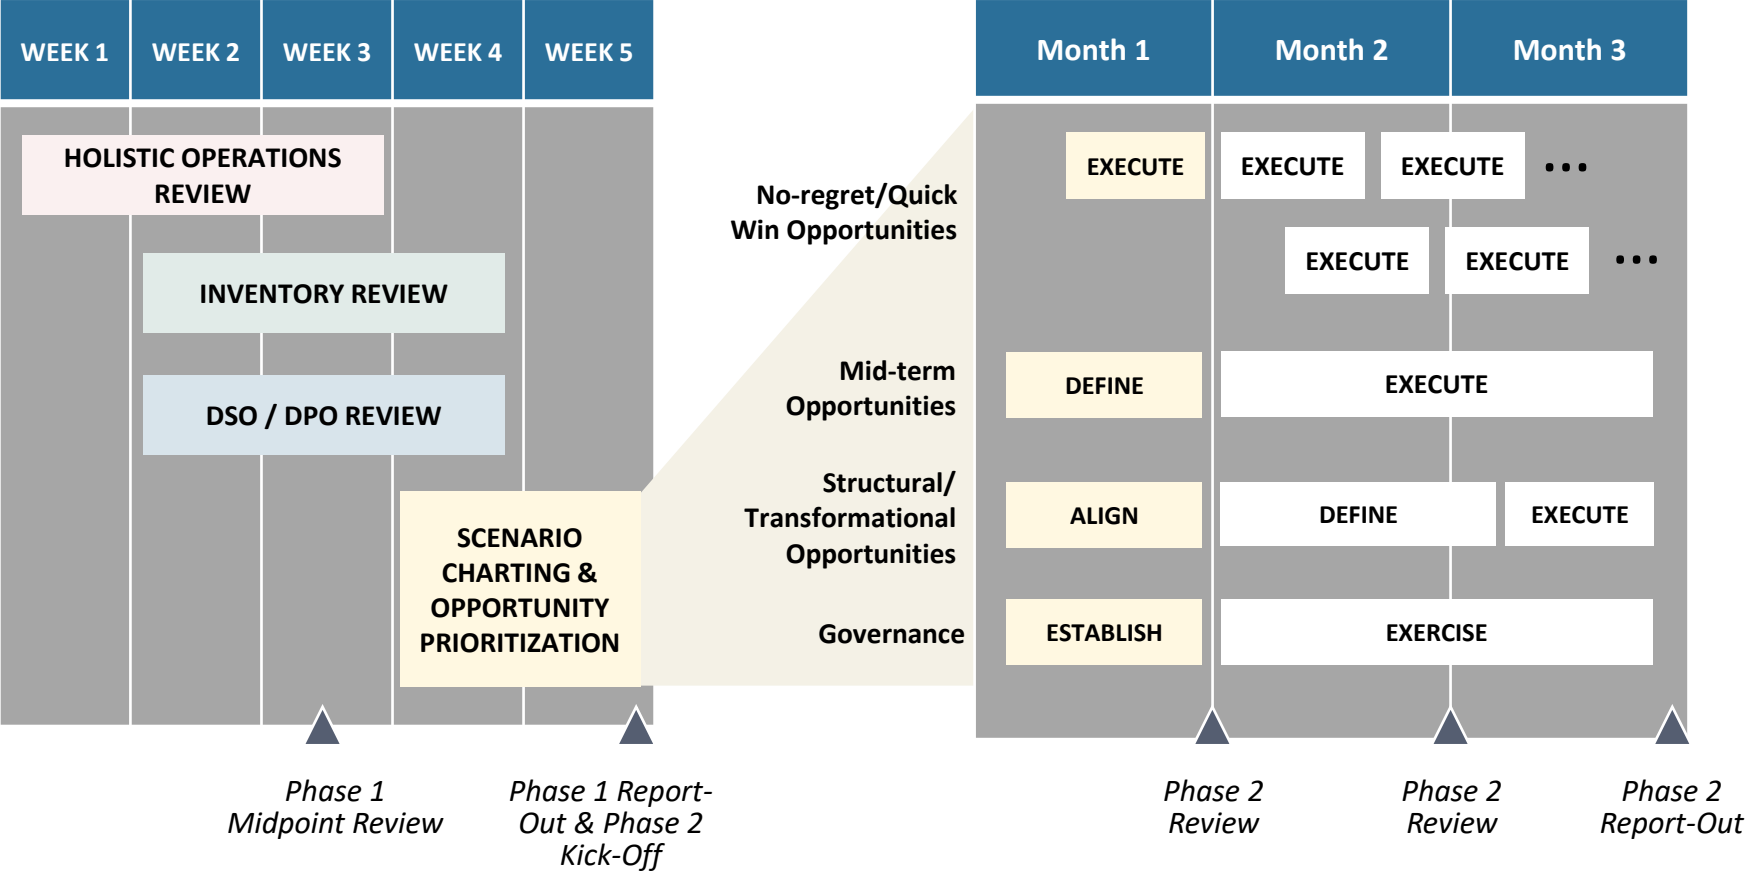 WEEK 1
WEEK 2
WEEK 3
WEEK 4
WEEK 5
HOLISTIC OPERATIONS
REVIEW
INVENTORY REVIEW
DSO / DPO REVIEW
SCENARIO
CHARTING &
OPPORTUNITY
PRIORITIZATION
Phase 1
Midpoint Review
Phase 1 Report-
Out & Phase 2
Kick-Off
Month 1
Month 2
Month 3
No-regret/Quick
Win Opportunities
EXECUTE
EXECUTE
EXECUTE
...
EXECUTE
EXECUTE
...
Mid-term
Opportunities
DEFINE
EXECUTE
Structural/
Transformational
Opportunities
ALIGN
DEFINE
EXECUTE
Governance
ESTABLISH
EXERCISE
Phase 2
Review
Phase 2
Review
Phase 2
Report-Out